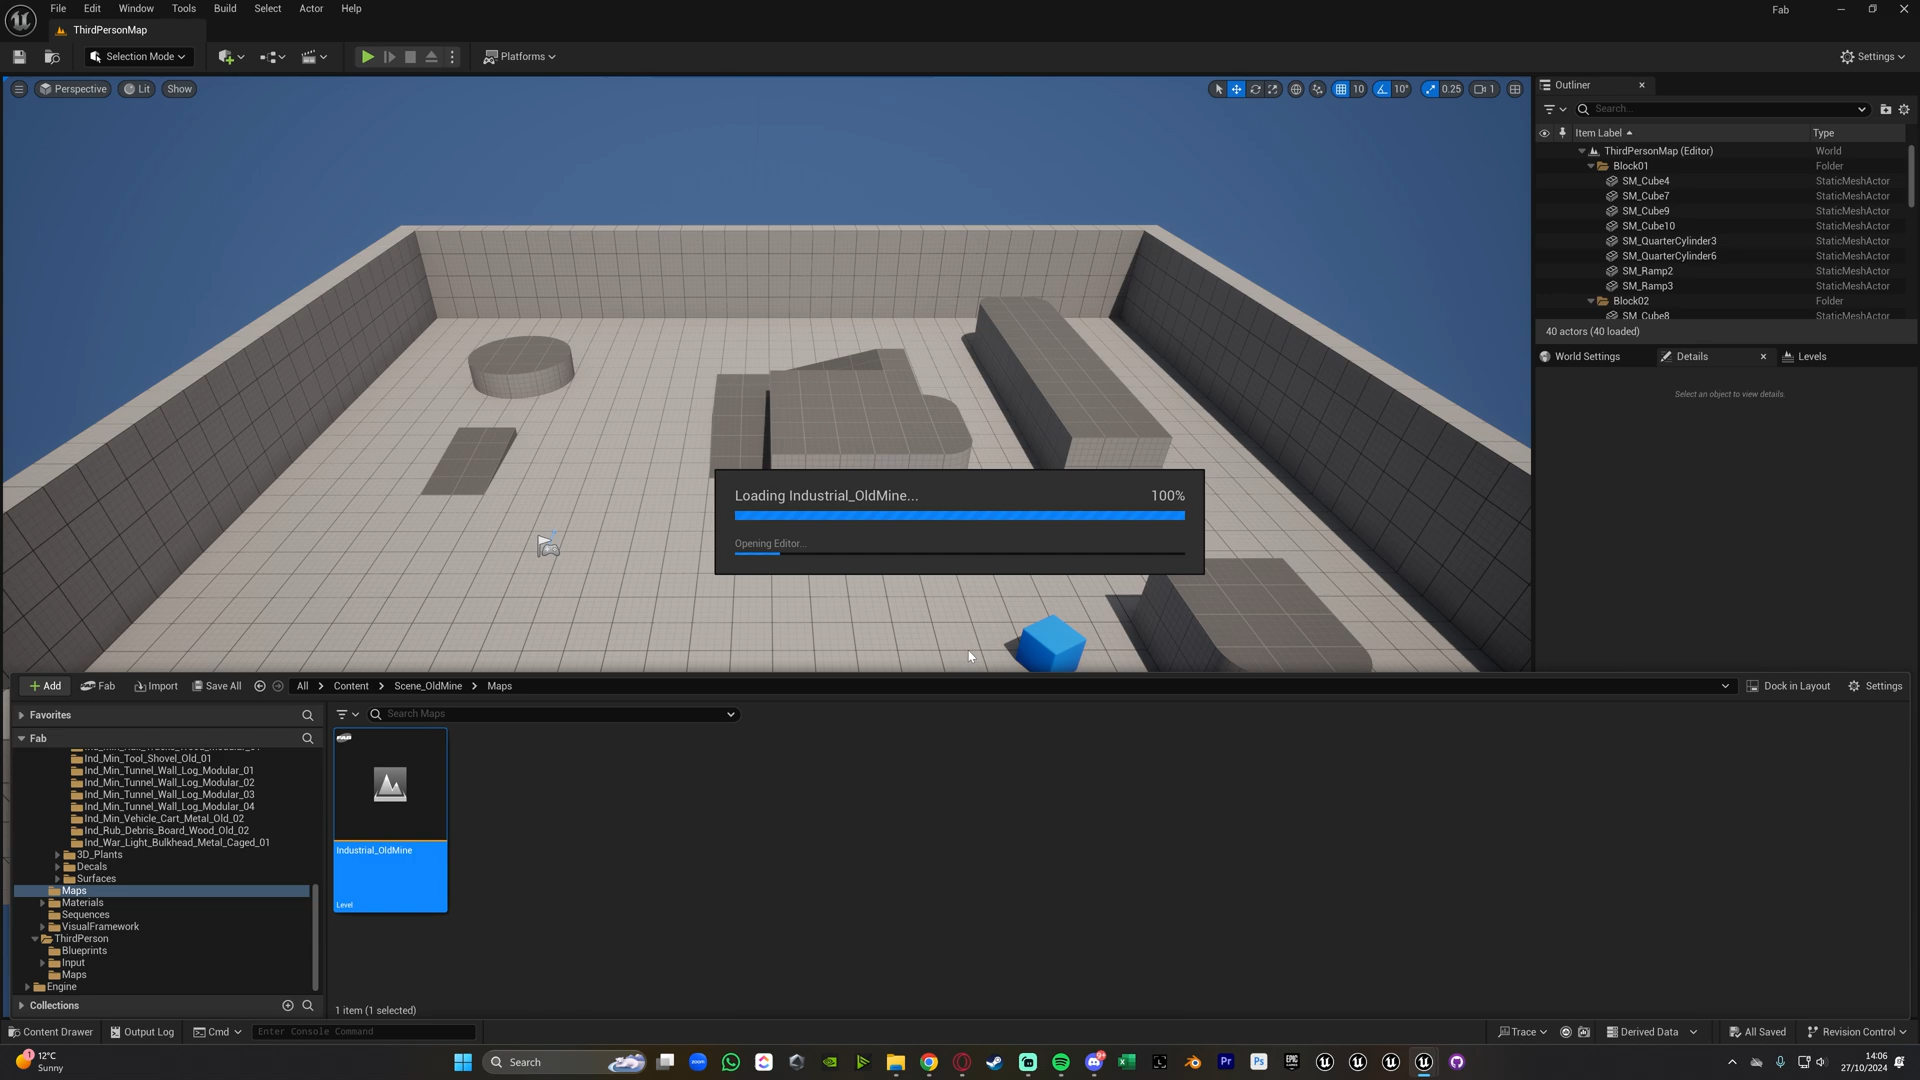 File Edit Window Tools Build Select Actor Help
Fab
ThirdPersonMap
Selection Mode
Platforms
Settings
Perspective Lit Show
10 10° 0.25 1
Outliner
Search...
Item Label Type
ThirdPersonMap (Editor) World
Block01 Folder
SM_Cube4 StaticMeshActor
SM_Cube7 StaticMeshActor
SM_Cube9 StaticMeshActor
SM_Cube10 StaticMeshActor
SM_QuarterCylinder3 StaticMeshActor
SM_QuarterCylinder6 StaticMeshActor
SM_Ramp2 StaticMeshActor
SM_Ramp3 StaticMeshActor
Block02 Folder
SM_Cube8 StaticMeshActor
40 actors (40 loaded)
World Settings Details Levels
Select an object to view details.
Loading Industrial_OldMine... 100%
Opening Editor...
Add Fab Import Save All All Content Scene_OldMine Maps Dock in Layout Settings
Favorites
Search Maps
Fab
Ind_Min_Tool_Shovel_Old_01
Ind_Min_Tunnel_Wall_Log_Modular_01
Ind_Min_Tunnel_Wall_Log_Modular_02
Ind_Min_Tunnel_Wall_Log_Modular_03
Ind_Min_Tunnel_Wall_Log_Modular_04
Ind_Min_Vehicle_Cart_Metal_Old_02
Ind_Rub_Debris_Board_Wood_Old_02
Ind_War_Light_Bulkhead_Metal_Caged_01
3D_Plants
Decals
Surfaces
Maps
Materials
Sequences
VisualFramework
ThirdPerson
Blueprints
Input
Maps
Engine
Collections
Industrial_OldMine
Level
1 item (1 selected)
Content Drawer Output Log Cmd Enter Console Command
Trace Derived Data All Saved Revision Control
1
12°C
Sunny
Search
zoom
Pr
Ps
14:06
27/10/2024